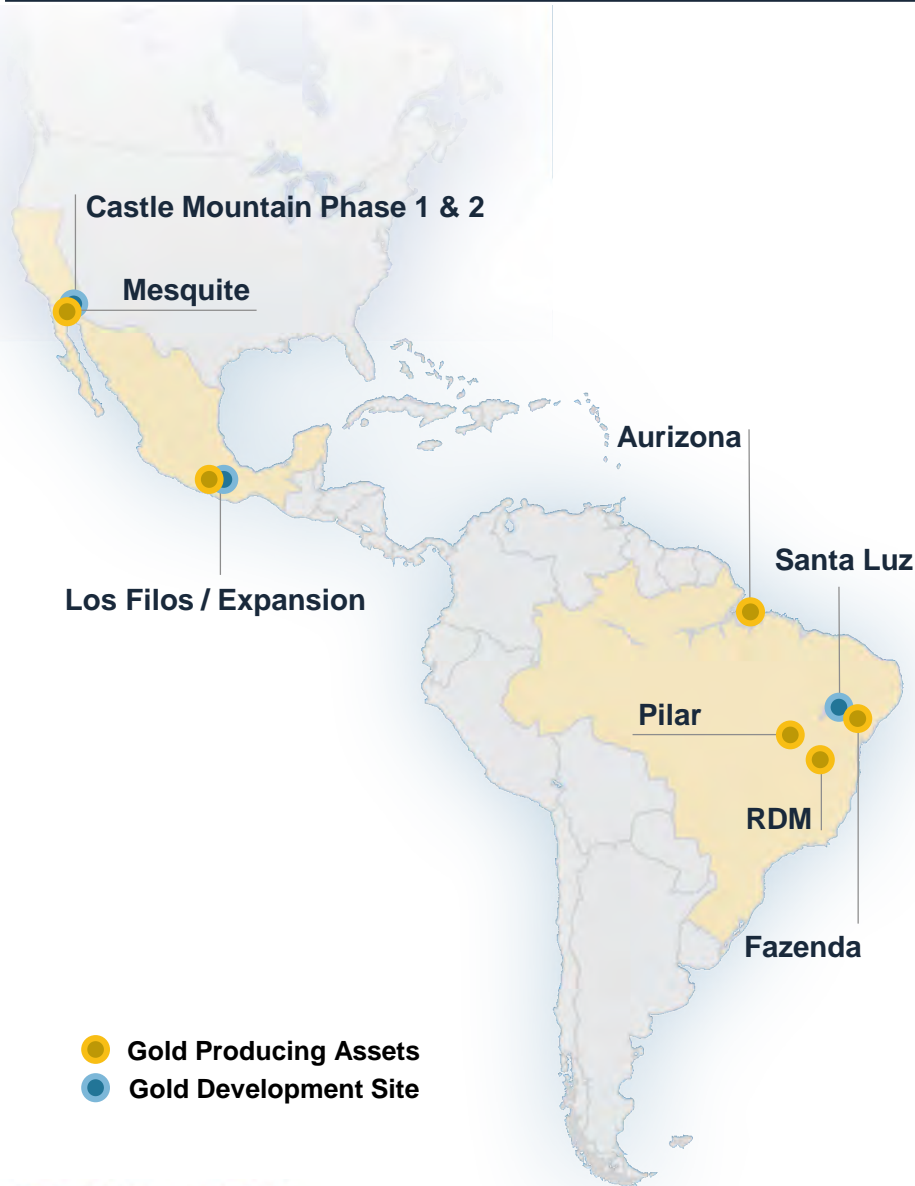 Castle Mountain Phase 1 & 2
Mesquite
Aurizona
Santa Luz
Los Filos / Expansion
Pilar
RDM
Fazenda
Gold Producing Assets
Gold Development Site